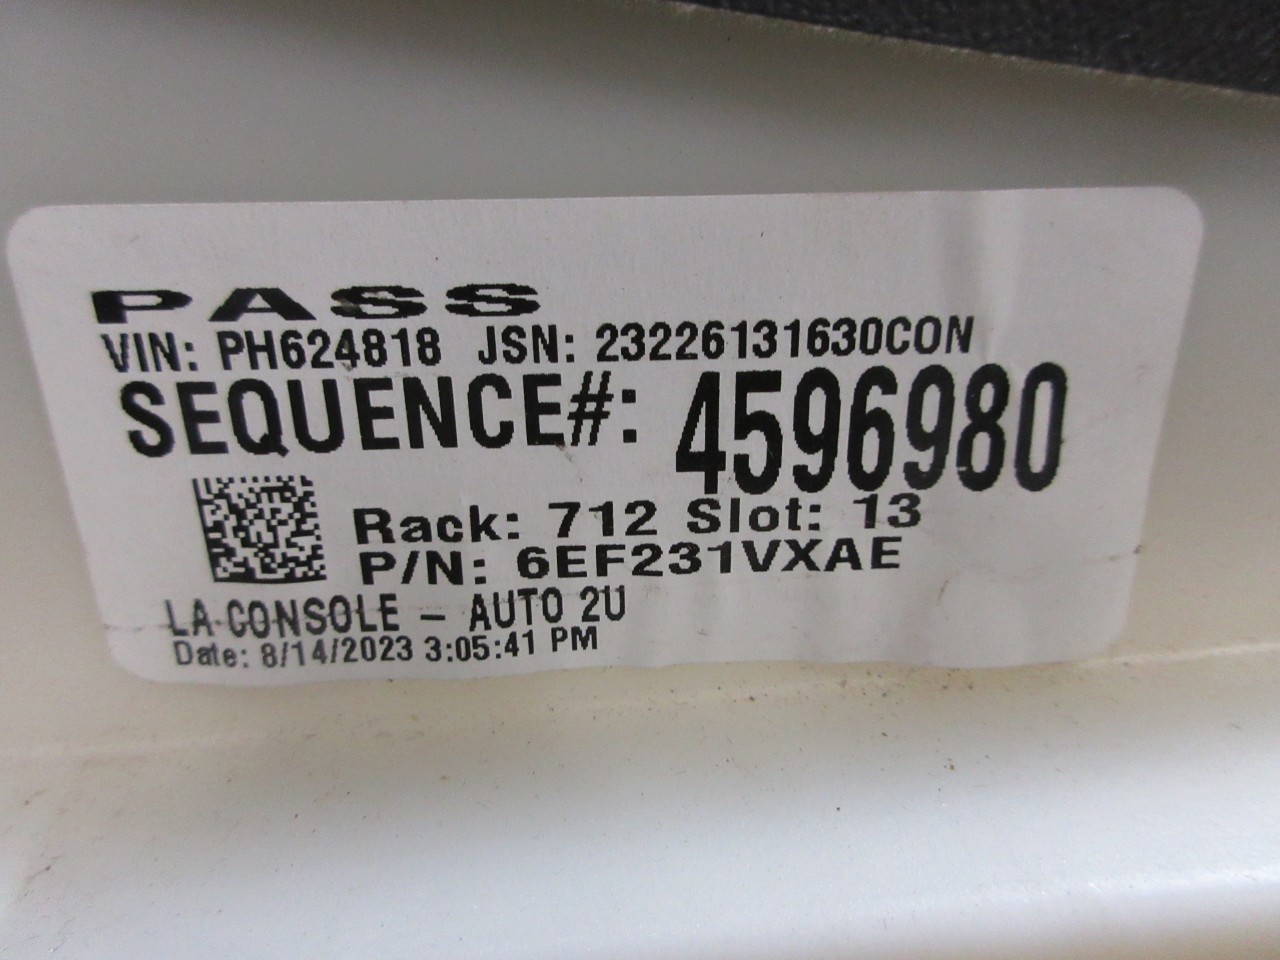 PASS
VIN: PH624818 JSN: 23226131630CON
SEQUENCE#: 4596980
Rack: 712 Slot: 13
P/N: 6EF231VXAE
LA CONSOLE - AUTO 2U
Date: 8/14/2023 3:05:41 PM